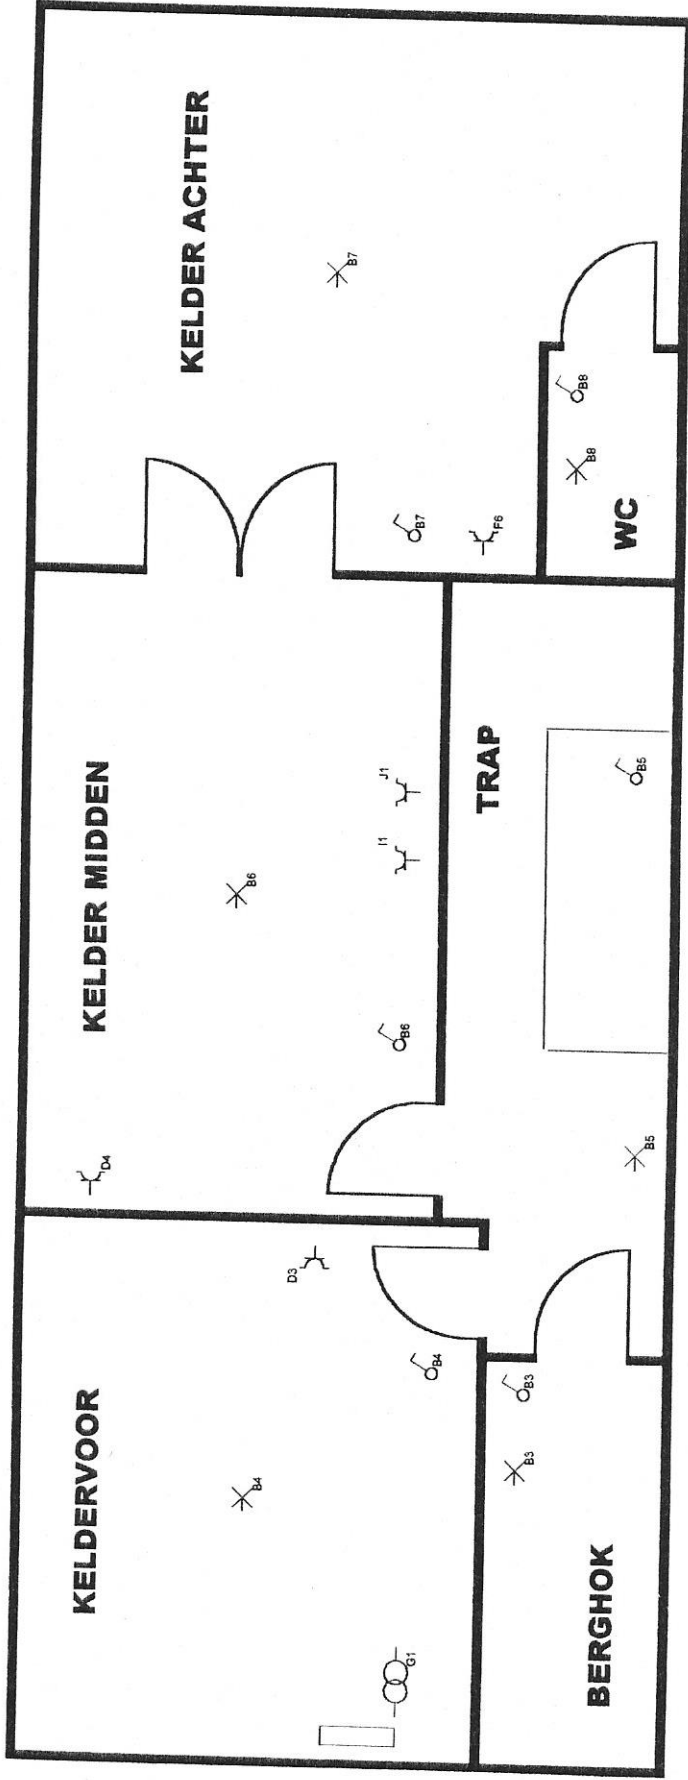 KELDER ACHTER
B7
B8
B8
WC
B7
F6
KELDER MIDDEN
B6
J1
I1
B6
D4
TRAP
B5
B5
KELDERVOOR
D3
B4
B4
G1
B3
B3
BERGHOK